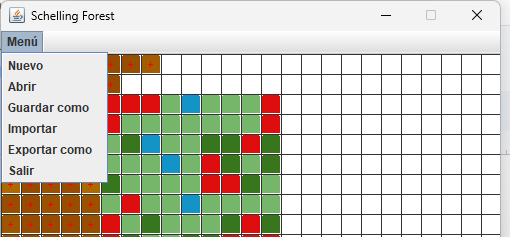 Schelling Forest
Menú
Nuevo
Abrir
Guardar como
Importar
Exportar como
Salir